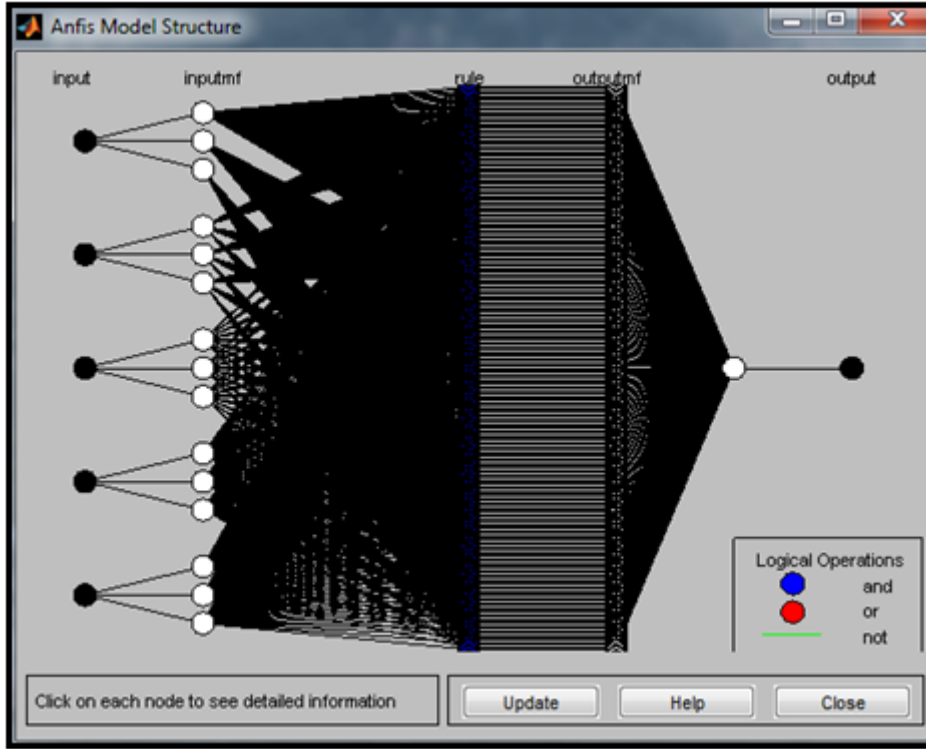 Anfis Model Structure
input inputmf rule outputmf output
Logical Operations
and
or
not
Click on each node to see detailed information
Update Help Close